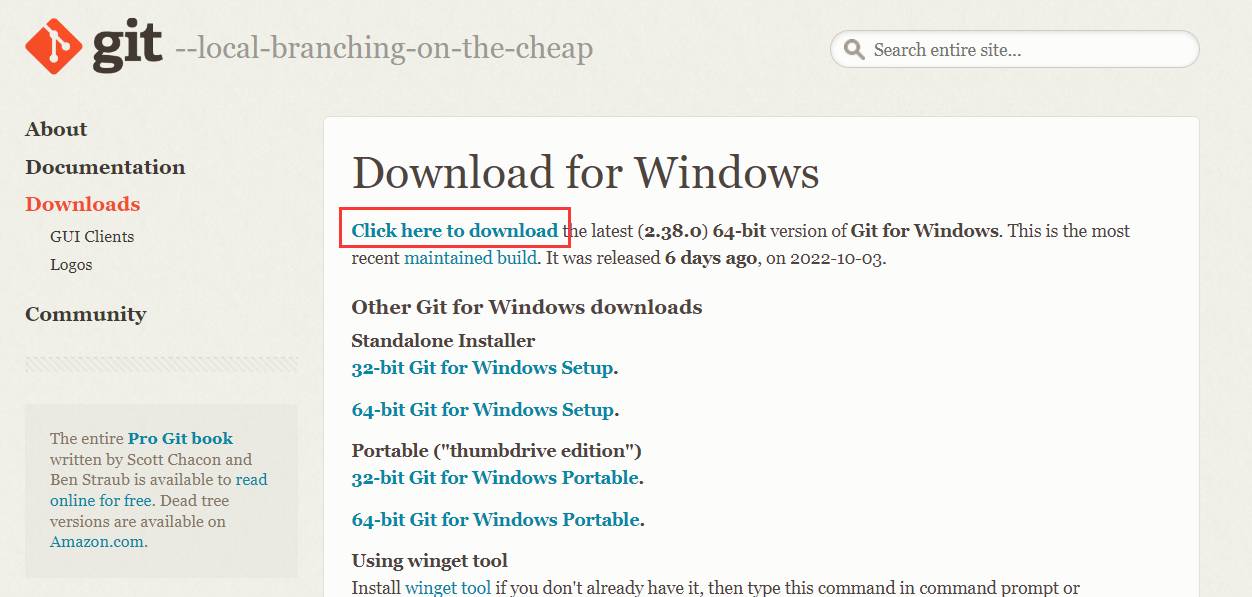 git --local-branching-on-the-cheap
Search entire site...
About
Documentation
Downloads
GUI Clients
Logos
Community
The entire Pro Git book
written by Scott Chacon and
Ben Straub is available to read
online for free. Dead tree
versions are available on
Amazon.com.
Download for Windows
Click here to download the latest (2.38.0) 64-bit version of Git for Windows. This is the most
recent maintained build. It was released 6 days ago, on 2022-10-03.
Other Git for Windows downloads
Standalone Installer
32-bit Git for Windows Setup.
64-bit Git for Windows Setup.
Portable ("thumbdrive edition")
32-bit Git for Windows Portable.
64-bit Git for Windows Portable.
Using winget tool
Install winget tool if you don't already have it, then type this command in command prompt or